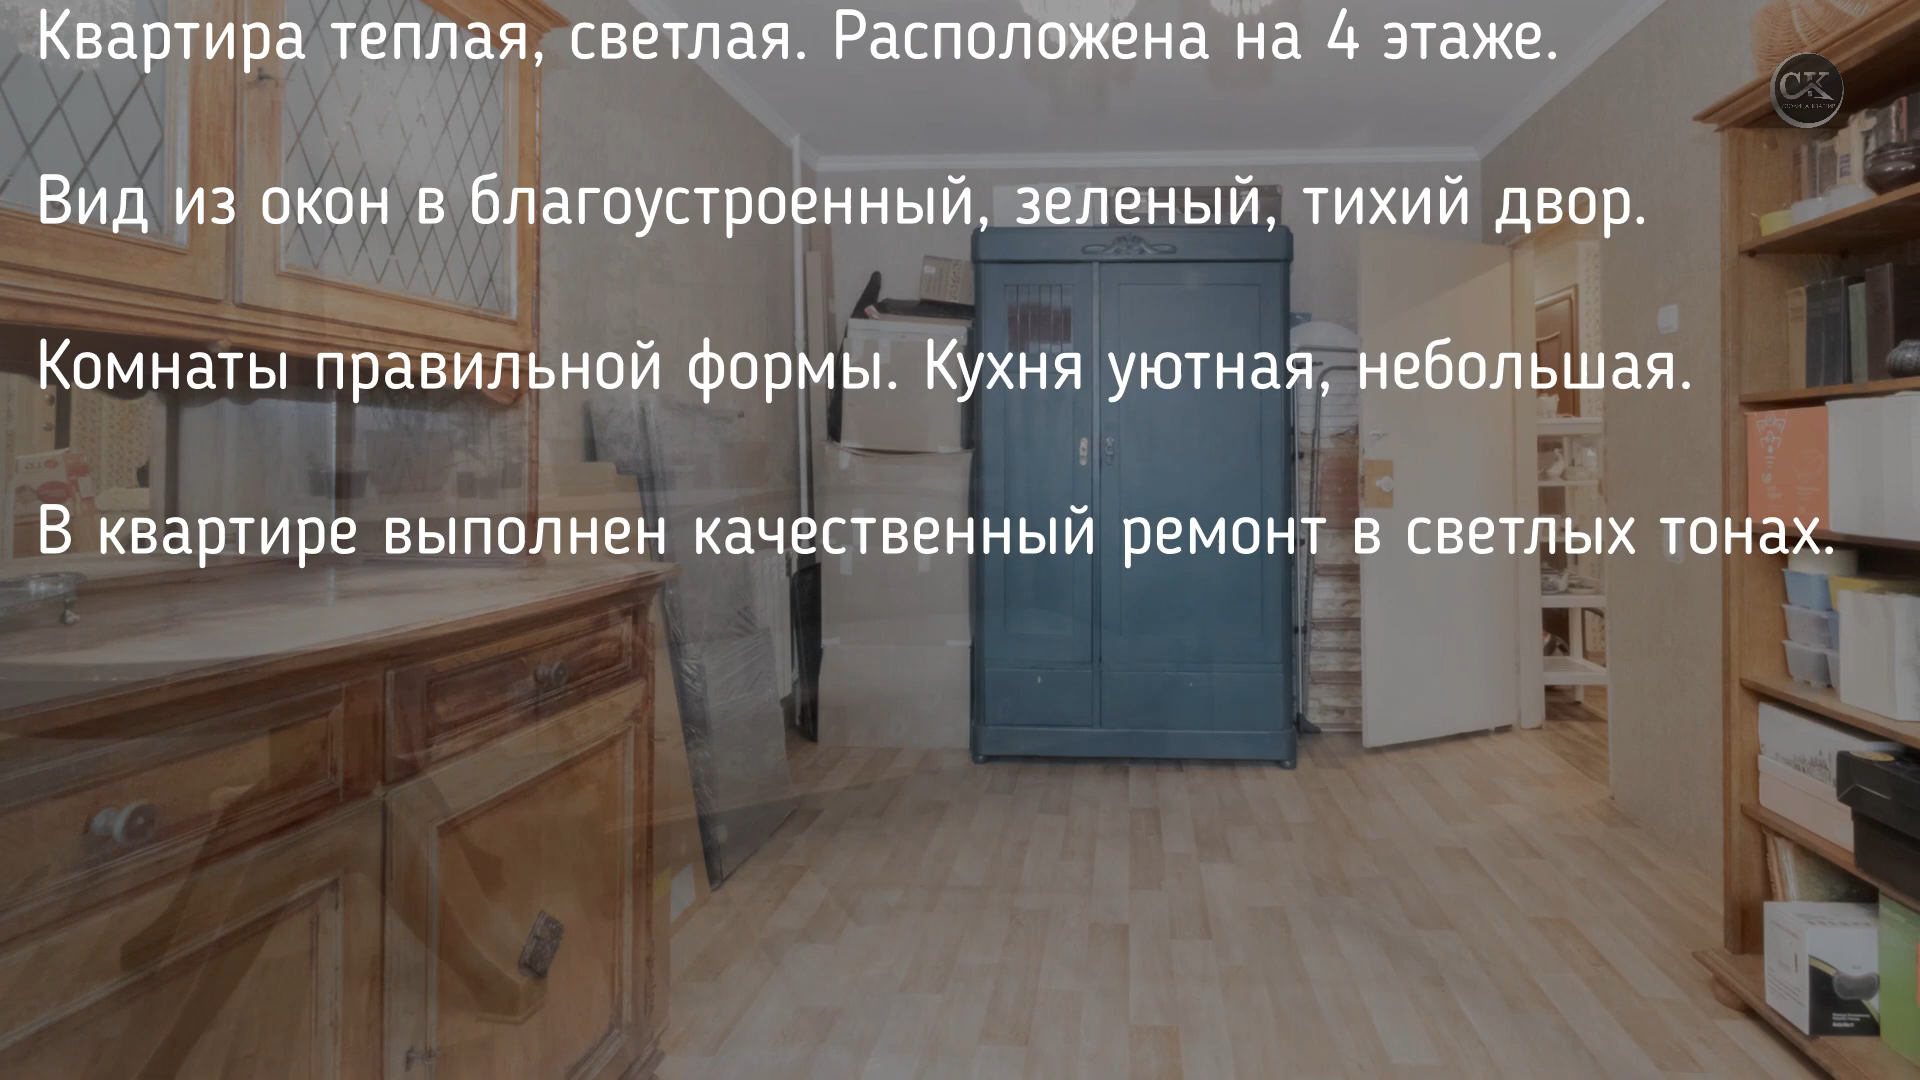 Квартира теплая, светлая. Расположена на 4 этаже.
СК
Вид из окон в благоустроенный, зеленый, тихий двор.
Комнаты правильной формы. Кухня уютная, небольшая.
В квартире выполнен качественный ремонт в светлых тонах.